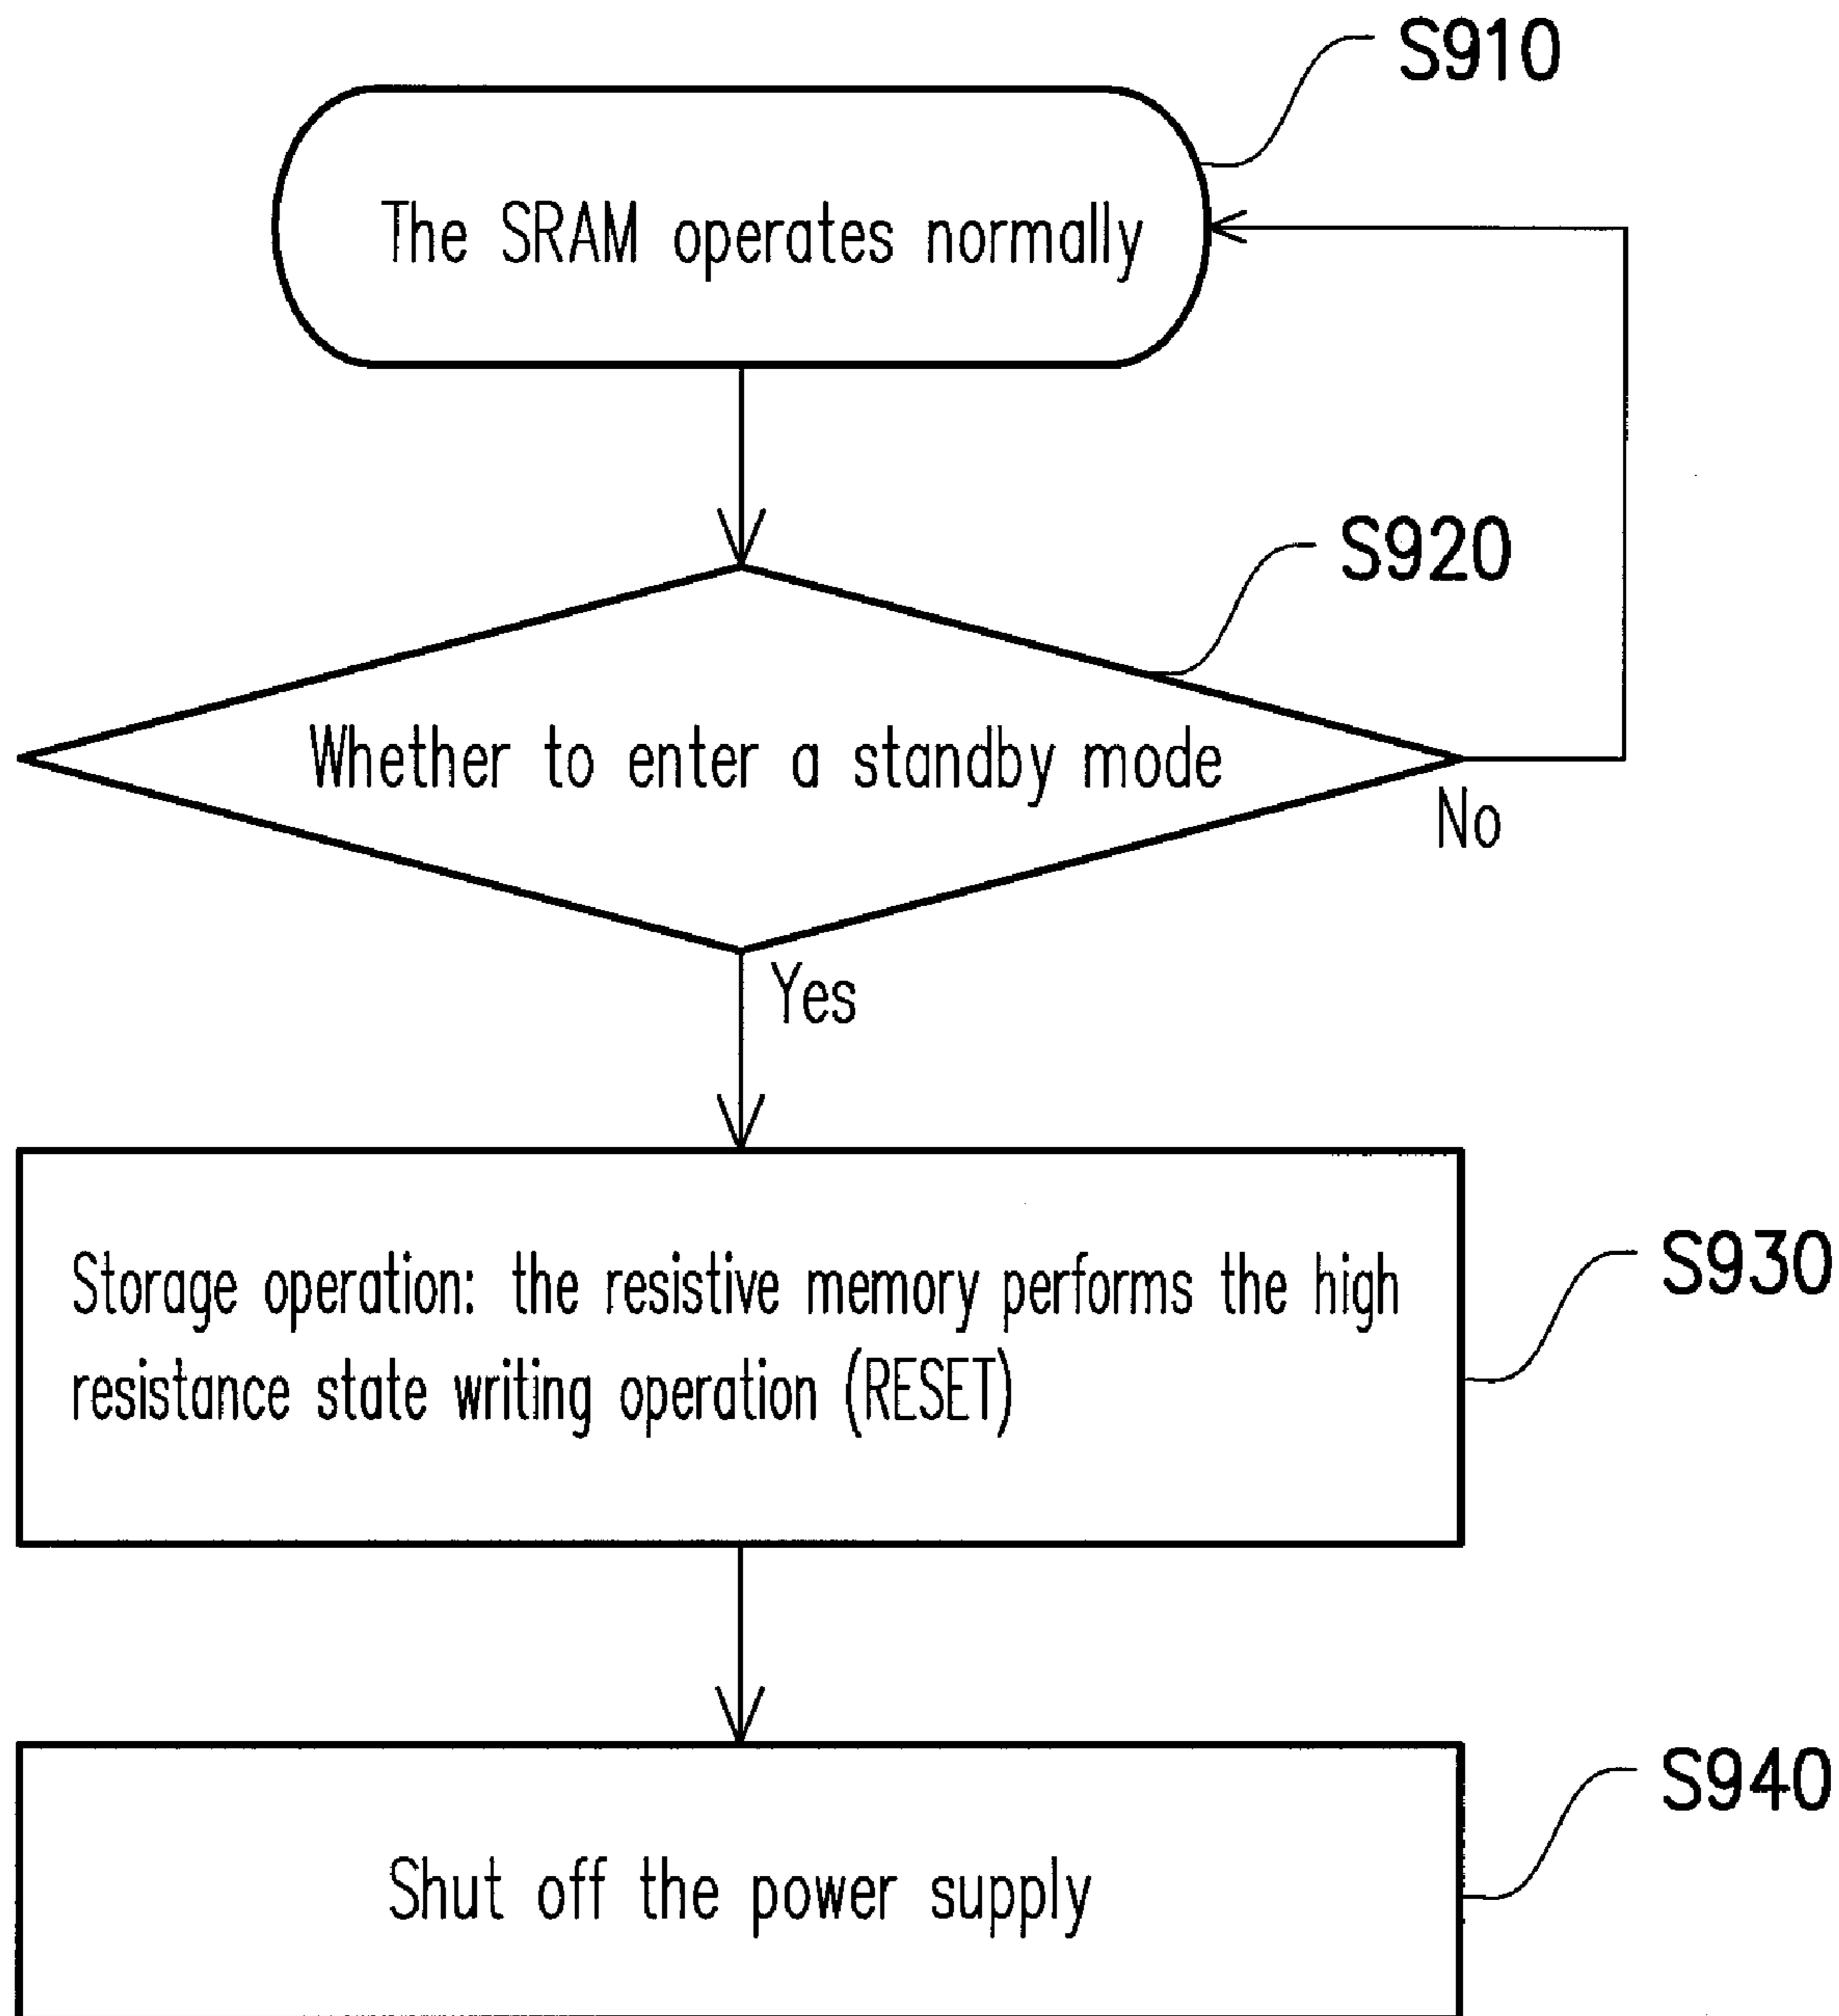 S910
The SRAM operates normally
S920
Whether to enter a standby mode
No
Yes
Storage operation: the resistive memory performs the high
resistance state writing operation (RESET)
S930
Shut off the power supply
S940